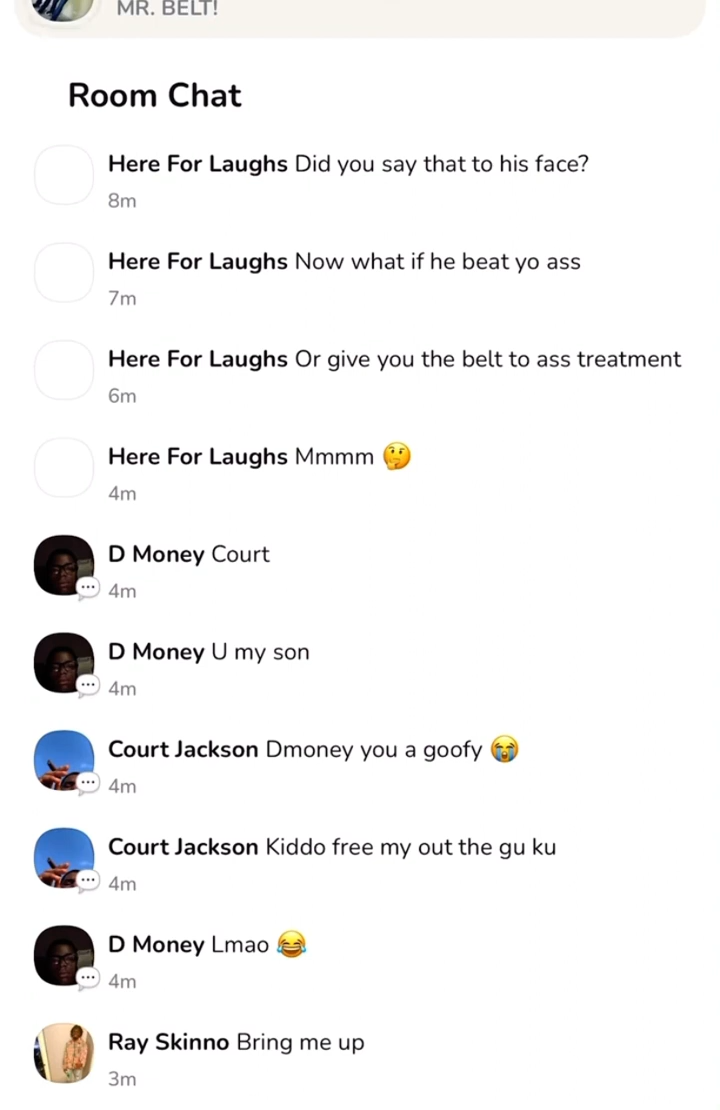 MR. BELT!
Room Chat
Here For Laughs Did you say that to his face?
8m
Here For Laughs Now what if he beat yo ass
7m
Here For Laughs Or give you the belt to ass treatment
6m
Here For Laughs Mmmm 🤔
4m
D Money Court
4m
D Money U my son
4m
Court Jackson Dmoney you a goofy 😭
4m
Court Jackson Kiddo free my out the gu ku
4m
D Money Lmao 😂
4m
Ray Skinno Bring me up
3m